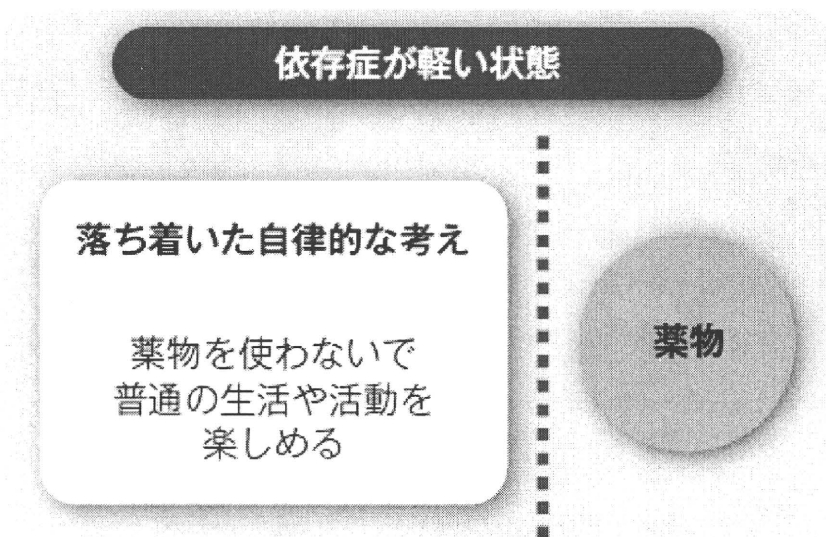 依存症が軽い状態
落ち着いた自律的な考え
薬物を使わないで
普通の生活や活動を
楽しめる
薬物